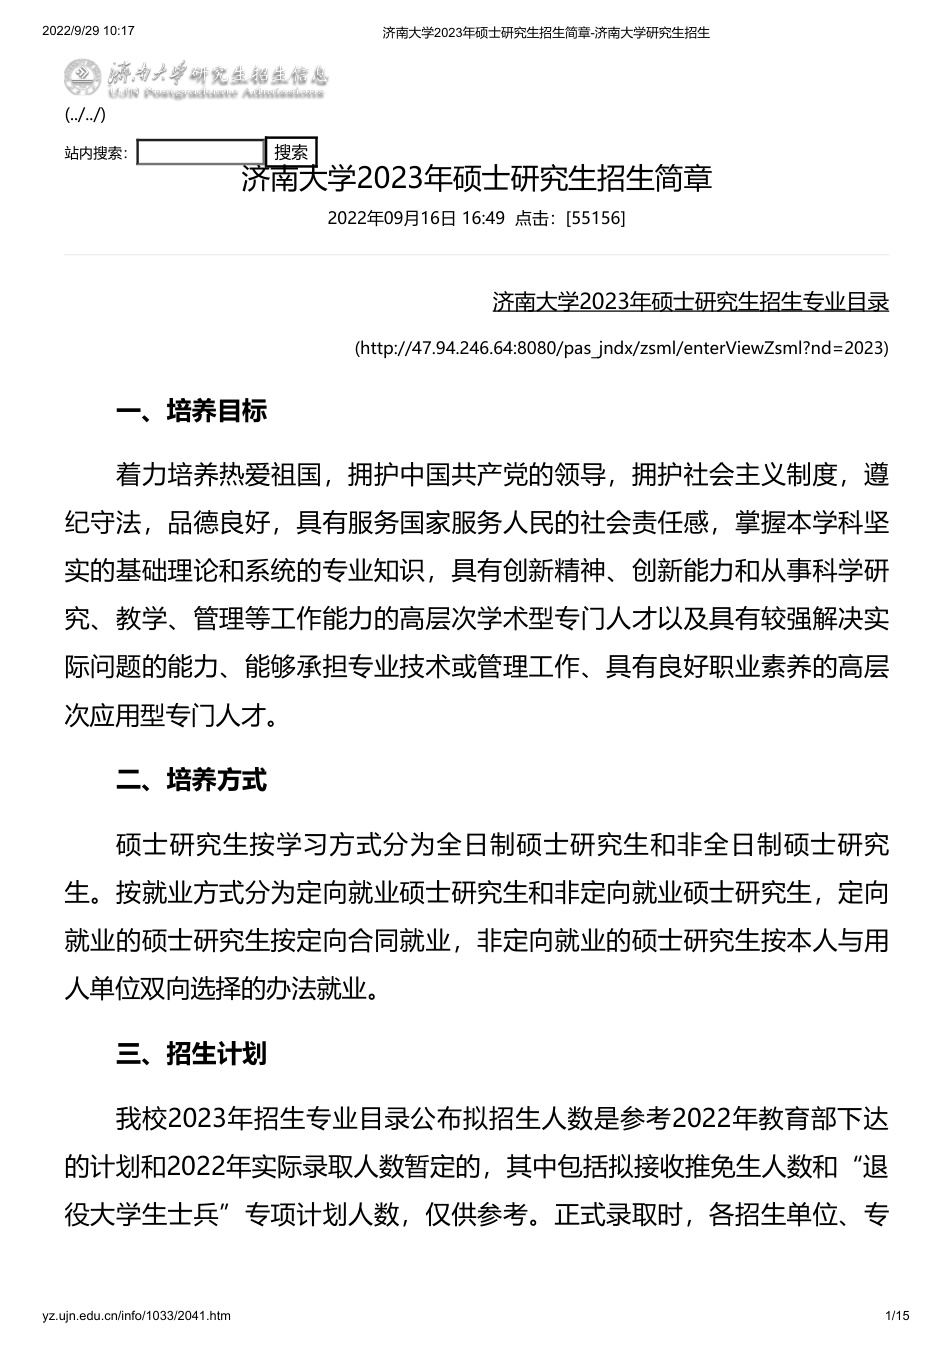 2022/9/29 10:17 济南大学2023年硕士研究生招生简章-济南大学研究生招生
濟南大学研究生招生信息
UJN Postgraduate Admissions
(../../)
站内搜索： 搜索
济南大学2023年硕士研究生招生简章
2022年09月16日 16:49 点击：[55156]
济南大学2023年硕士研究生招生专业目录
(http://47.94.246.64:8080/pas_jndx/zsml/enterViewZsml?nd=2023)
一、培养目标
着力培养热爱祖国，拥护中国共产党的领导，拥护社会主义制度，遵
纪守法，品德良好，具有服务国家服务人民的社会责任感，掌握本学科坚
实的基础理论和系统的专业知识，具有创新精神、创新能力和从事科学研
究、教学、管理等工作能力的高层次学术型专门人才以及具有较强解决实
际问题的能力、能够承担专业技术或管理工作、具有良好职业素养的高层
次应用型专门人才。
二、培养方式
硕士研究生按学习方式分为全日制硕士研究生和非全日制硕士研究
生。按就业方式分为定向就业硕士研究生和非定向就业硕士研究生，定向
就业的硕士研究生按定向合同就业，非定向就业的硕士研究生按本人与用
人单位双向选择的办法就业。
三、招生计划
我校2023年招生专业目录公布拟招生人数是参考2022年教育部下达
的计划和2022年实际录取人数暂定的，其中包括拟接收推免生人数和“退
役大学生士兵”专项计划人数，仅供参考。正式录取时，各招生单位、专
yz.ujn.edu.cn/info/1033/2041.htm 1/15